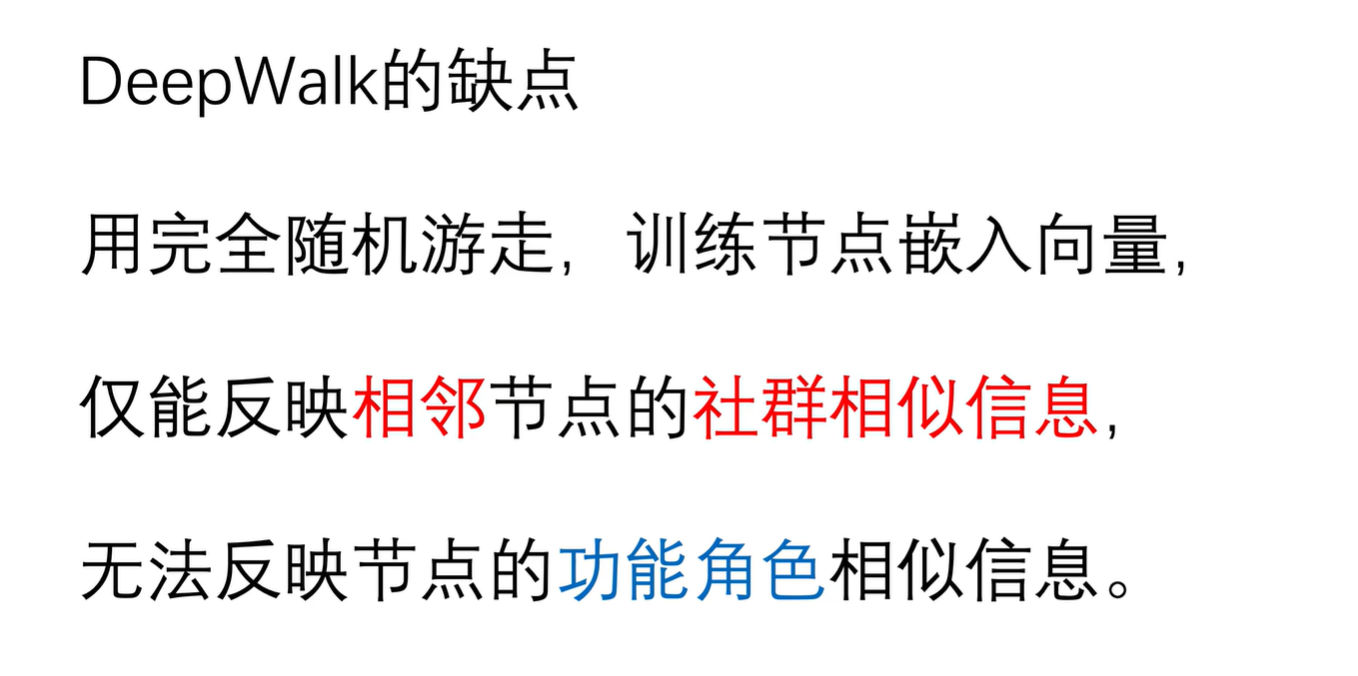 DeepWalk的缺点
用完全随机游走，训练节点嵌入向量，
仅能反映相邻节点的社群相似信息，
无法反映节点的功能角色相似信息。